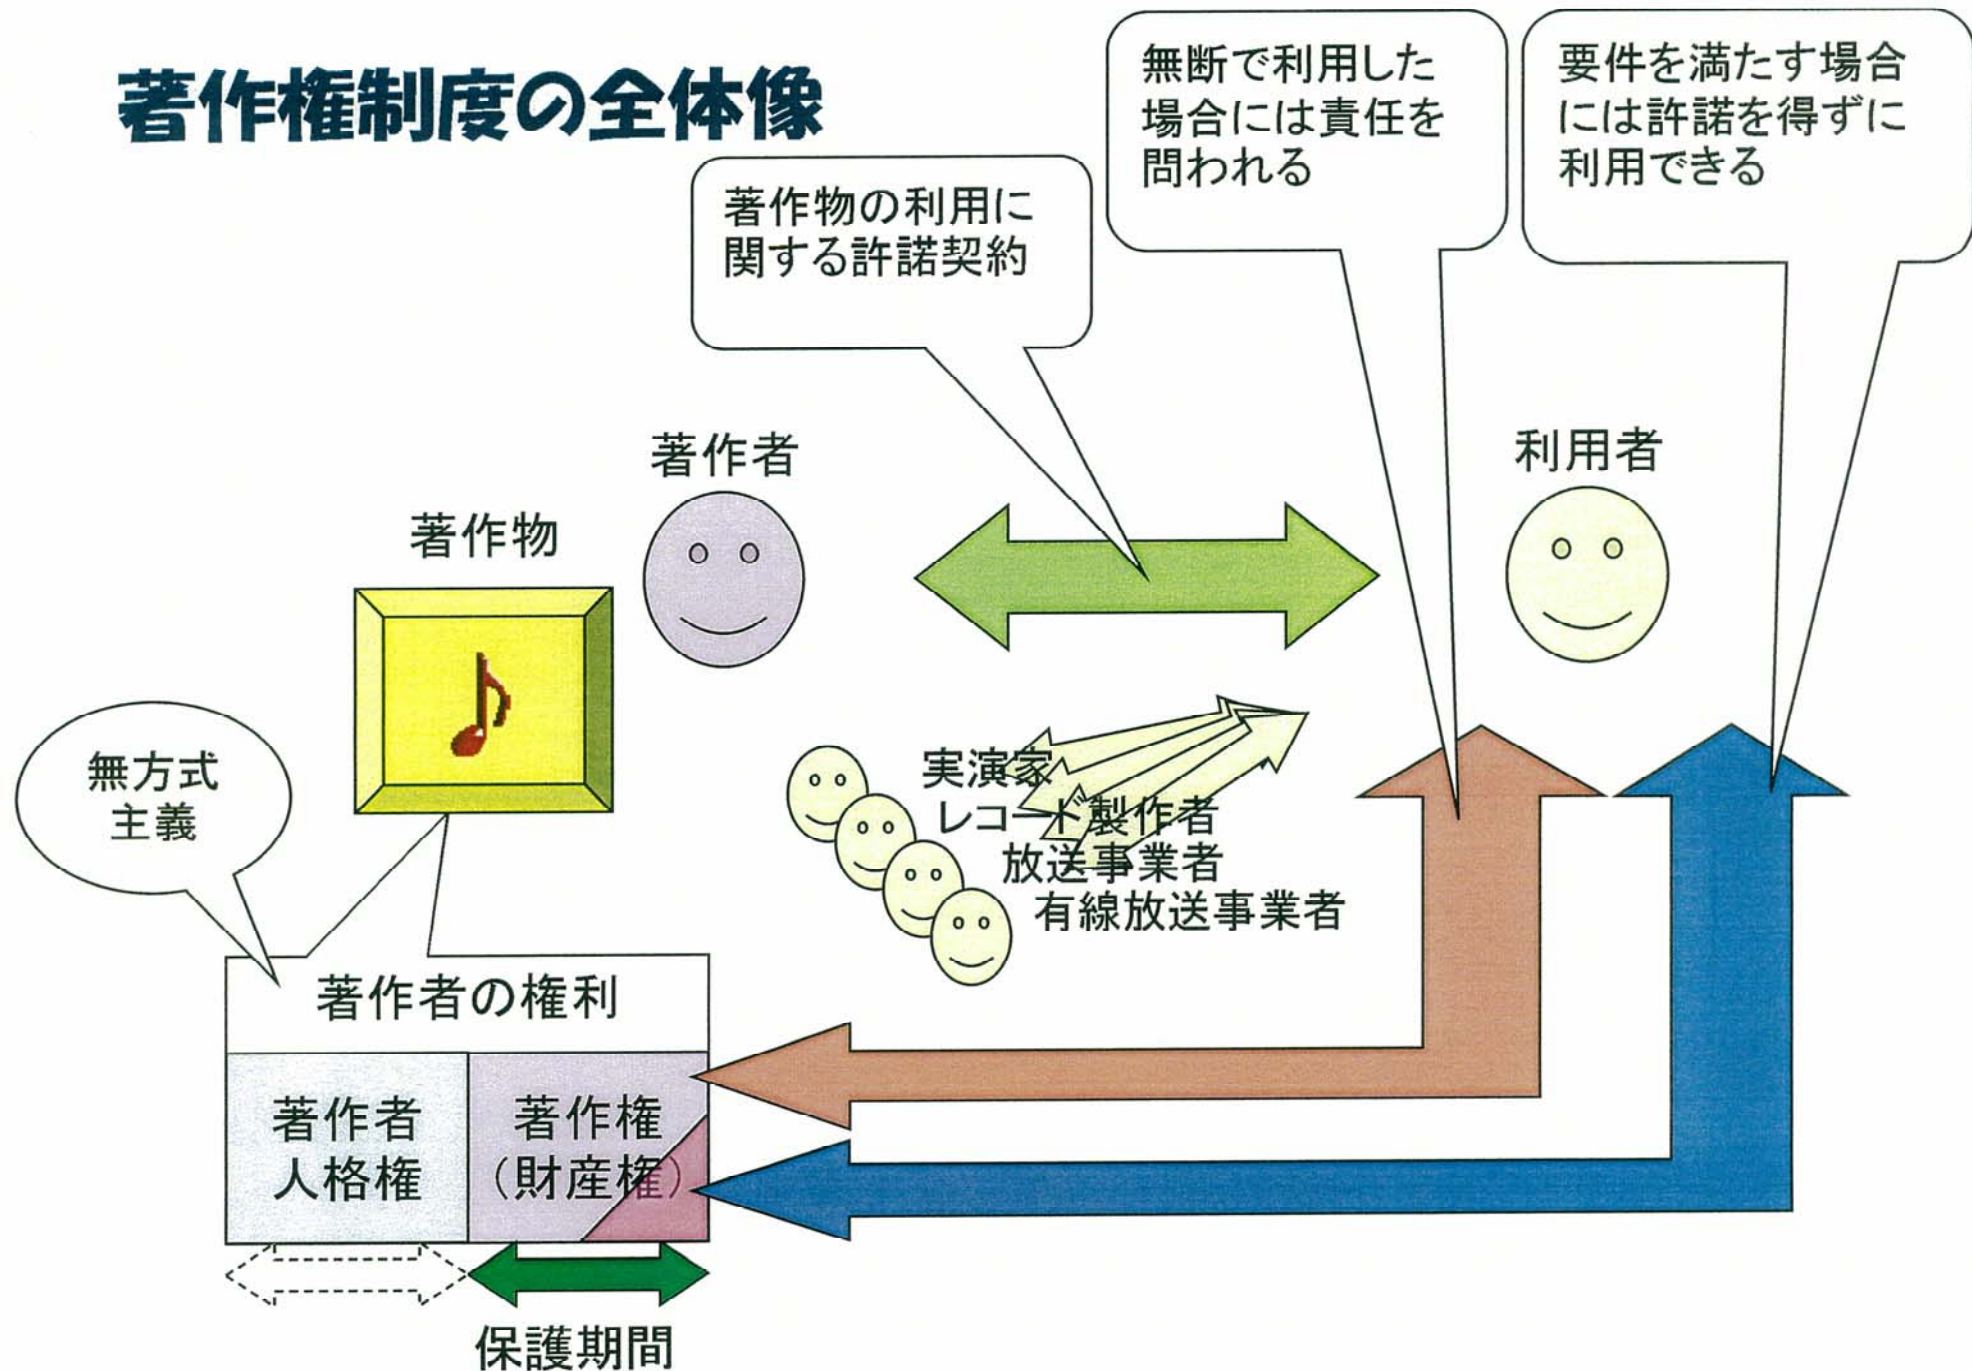 著作権制度の全体像
無断で利用した
場合には責任を
問われる
要件を満たす場合
には許諾を得ずに
利用できる
著作物の利用に
関する許諾契約
著作者
利用者
著作物
無方式
主義
実演家
レコード製作者
放送事業者
有線放送事業者
著作者の権利
著作者
人格権
著作権
（財産権）
保護期間